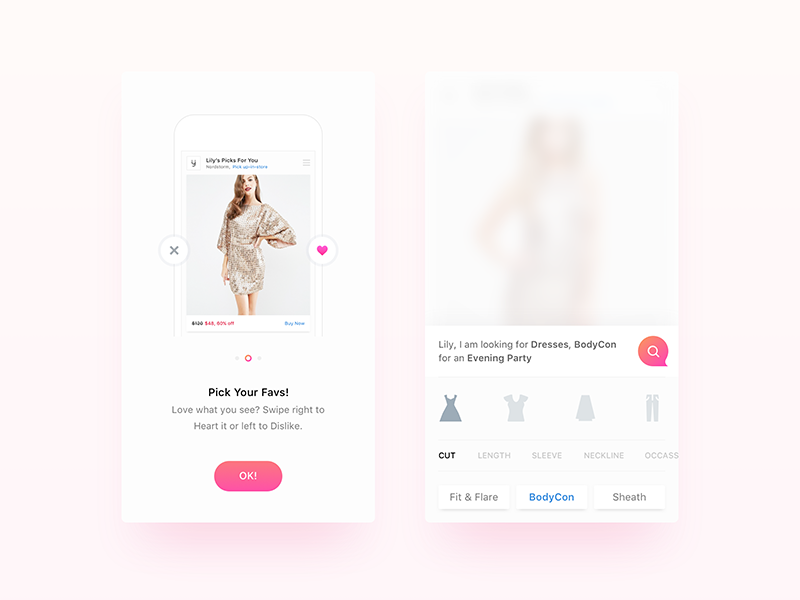 y
Lily's Picks For You
Nordstorm, Pick up-in-store
$120 $48, 60% off
Buy Now
Pick Your Favs!
Love what you see? Swipe right to
Heart it or left to Dislike.
OK!
Lily, I am looking for Dresses, BodyCon
for an Evening Party
CUT LENGTH SLEEVE NECKLINE OCCASS
Fit & Flare BodyCon Sheath